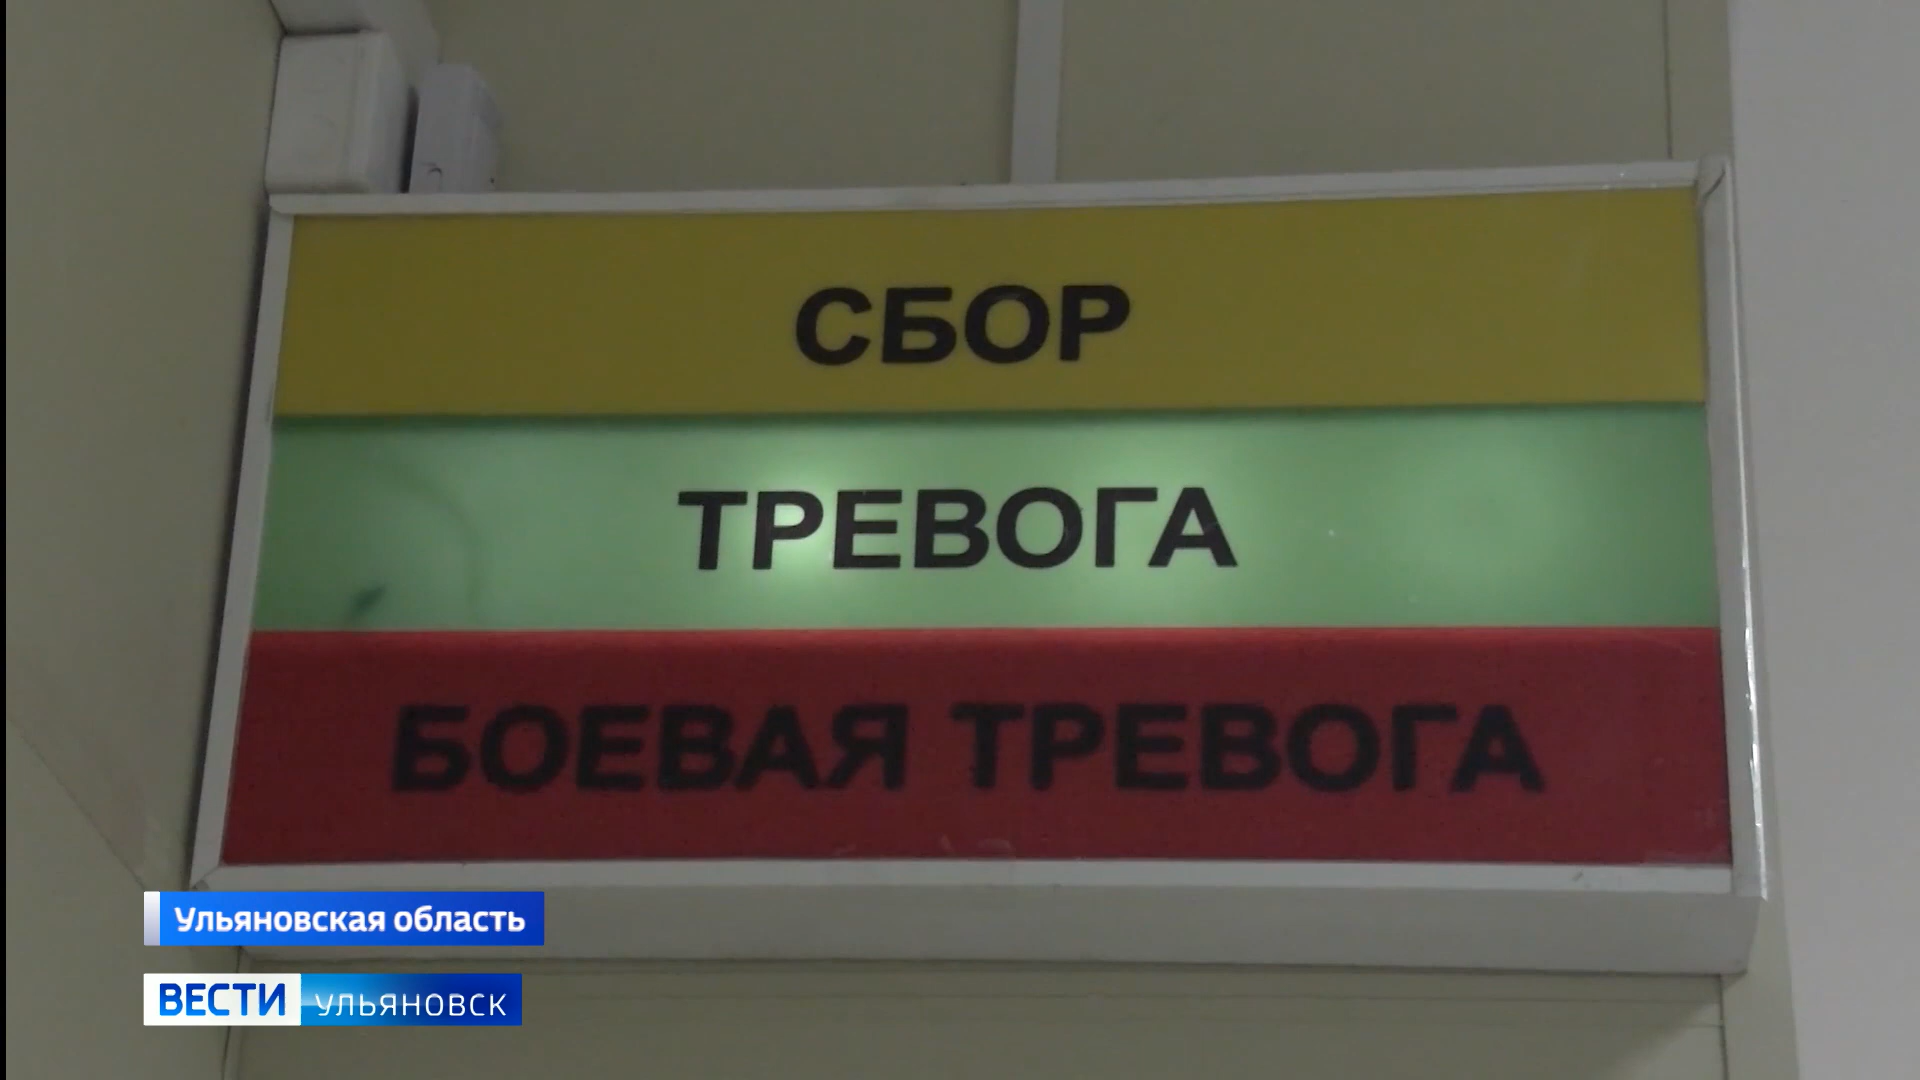 СБОР
ТРЕВОГА
БОЕВАЯ ТРЕВОГА
Ульяновская область
ВЕСТИ УЛЬЯНОВСК